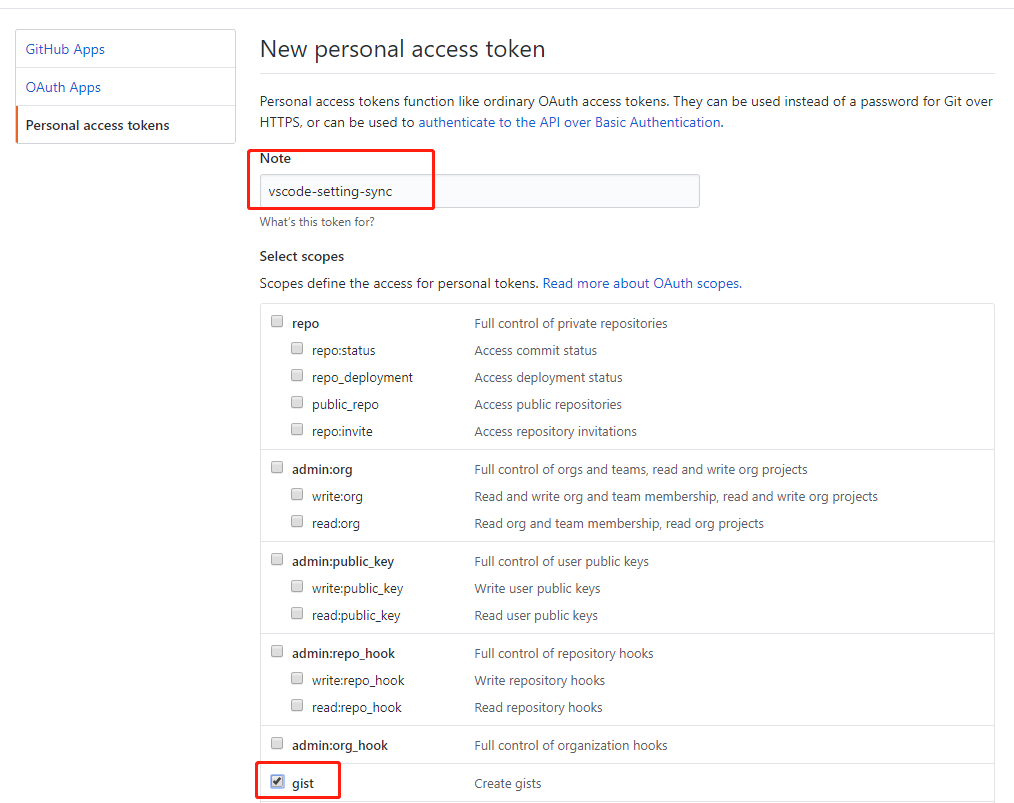 GitHub Apps
OAuth Apps
Personal access tokens
New personal access token
Personal access tokens function like ordinary OAuth access tokens. They can be used instead of a password for Git over
HTTPS, or can be used to authenticate to the API over Basic Authentication.
Note
vscode-setting-sync
What's this token for?
Select scopes
Scopes define the access for personal tokens. Read more about OAuth scopes.
repo Full control of private repositories
repo:status Access commit status
repo_deployment Access deployment status
public_repo Access public repositories
repo:invite Access repository invitations
admin:org Full control of orgs and teams, read and write org projects
write:org Read and write org and team membership, read and write org projects
read:org Read org and team membership, read org projects
admin:public_key Full control of user public keys
write:public_key Write user public keys
read:public_key Read user public keys
admin:repo_hook Full control of repository hooks
write:repo_hook Write repository hooks
read:repo_hook Read repository hooks
admin:org_hook Full control of organization hooks
gist Create gists